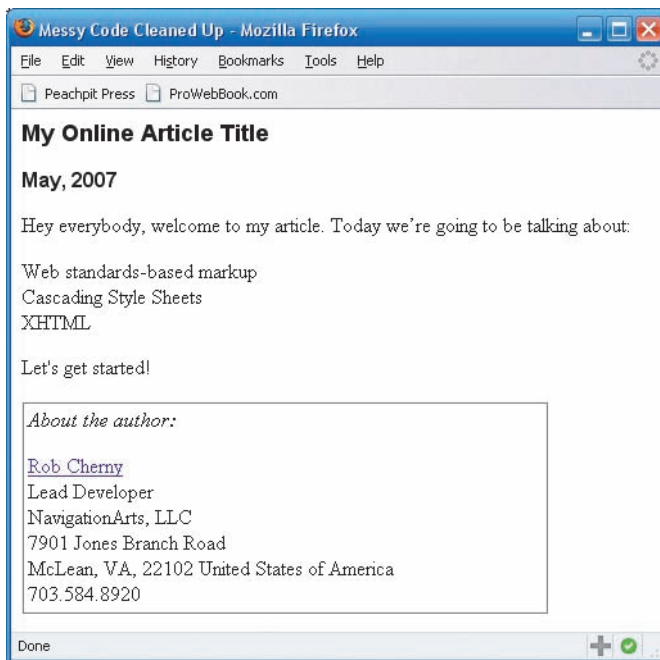 Messy Code Cleaned Up - Mozilla Firefox
File Edit View History Bookmarks Tools Help
Peachpit Press ProWebBook.com
My Online Article Title
May, 2007
Hey everybody, welcome to my article. Today we’re going to be talking about:
Web standards-based markup
Cascading Style Sheets
XHTML
Let's get started!
About the author:
Rob Cherny
Lead Developer
NavigationArts, LLC
7901 Jones Branch Road
McLean, VA, 22102 United States of America
703.584.8920
Done